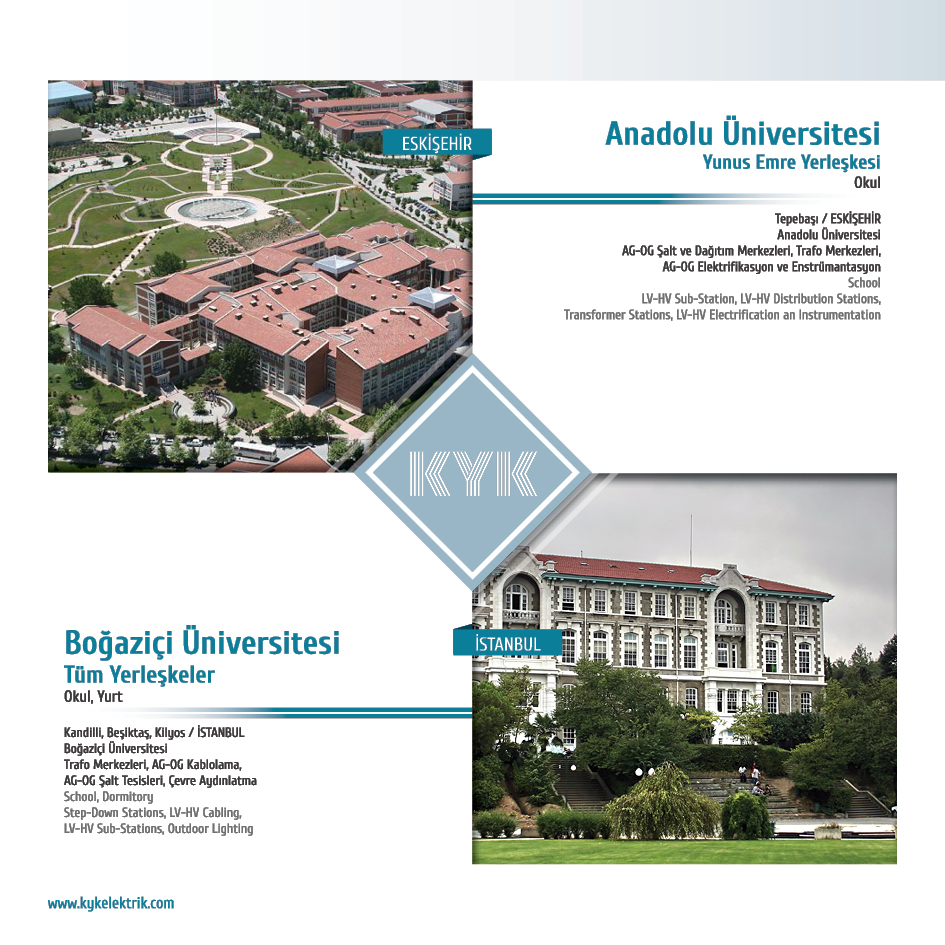 ESKİŞEHİR
Anadolu Üniversitesi
Yunus Emre Yerleşkesi
Okul
Tepebaşı / ESKİŞEHİR
Anadolu Üniversitesi
AG-OG Şalt ve Dağıtım Merkezleri, Trafo Merkezleri,
AG-OG Elektrifikasyon ve Enstrümantasyon
School
LV-HV Sub-Station, LV-HV Distribution Stations,
Transformer Stations, LV-HV Electrification an Instrumentation
KYK
Boğaziçi Üniversitesi
Tüm Yerleşkeler
Okul, Yurt
Kandilli, Beşiktaş, Kilyos / İSTANBUL
Boğaziçi Üniversitesi
Trafo Merkezleri, AG-OG Kablolama,
AG-OG Şalt Tesisleri, Çevre Aydınlatma
School, Dormitory
Step-Down Stations, LV-HV Cabling,
LV-HV Sub-Stations, Outdoor Lighting
İSTANBUL
www.kykelektrik.com